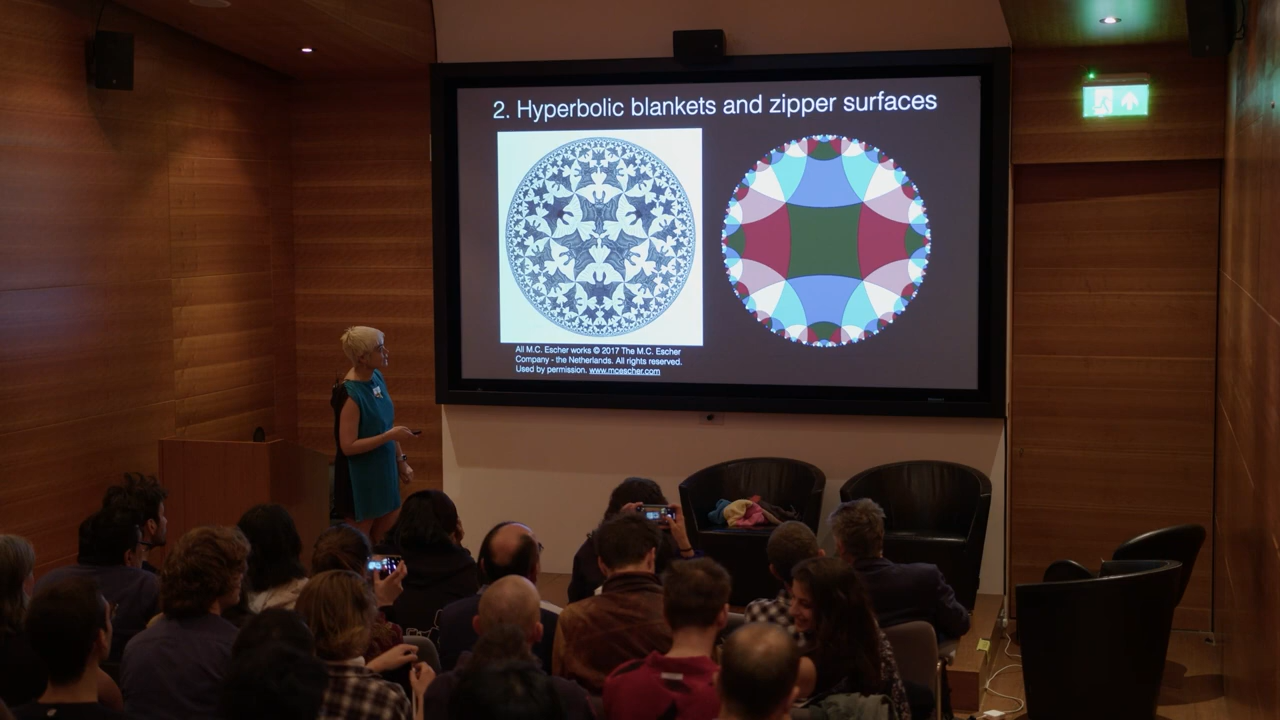 2. Hyperbolic blankets and zipper surfaces
All M.C. Escher works © 2017 The M.C. Escher
Company - the Netherlands. All rights reserved.
Used by permission. www.mcescher.com